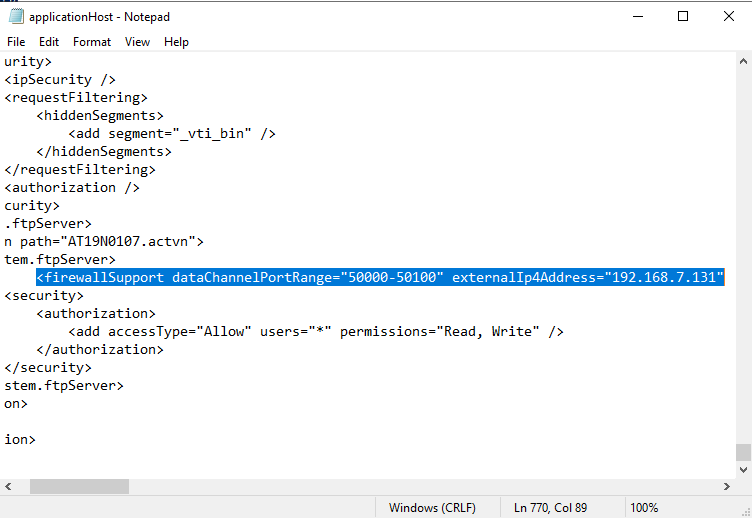 applicationHost - Notepad
File Edit Format View Help
urity>
<ipSecurity />
<requestFiltering>
<hiddenSegments>
<add segment="_vti_bin" />
</hiddenSegments>
</requestFiltering>
<authorization />
curity>
.ftpServer>
n path="AT19N0107.actvn">
tem.ftpServer>
<firewallSupport dataChannelPortRange="50000-50100" externalIp4Address="192.168.7.131"
<security>
<authorization>
<add accessType="Allow" users="*" permissions="Read, Write" />
</authorization>
</security>
stem.ftpServer>
on>
ion>
Windows (CRLF) Ln 770, Col 89 100%